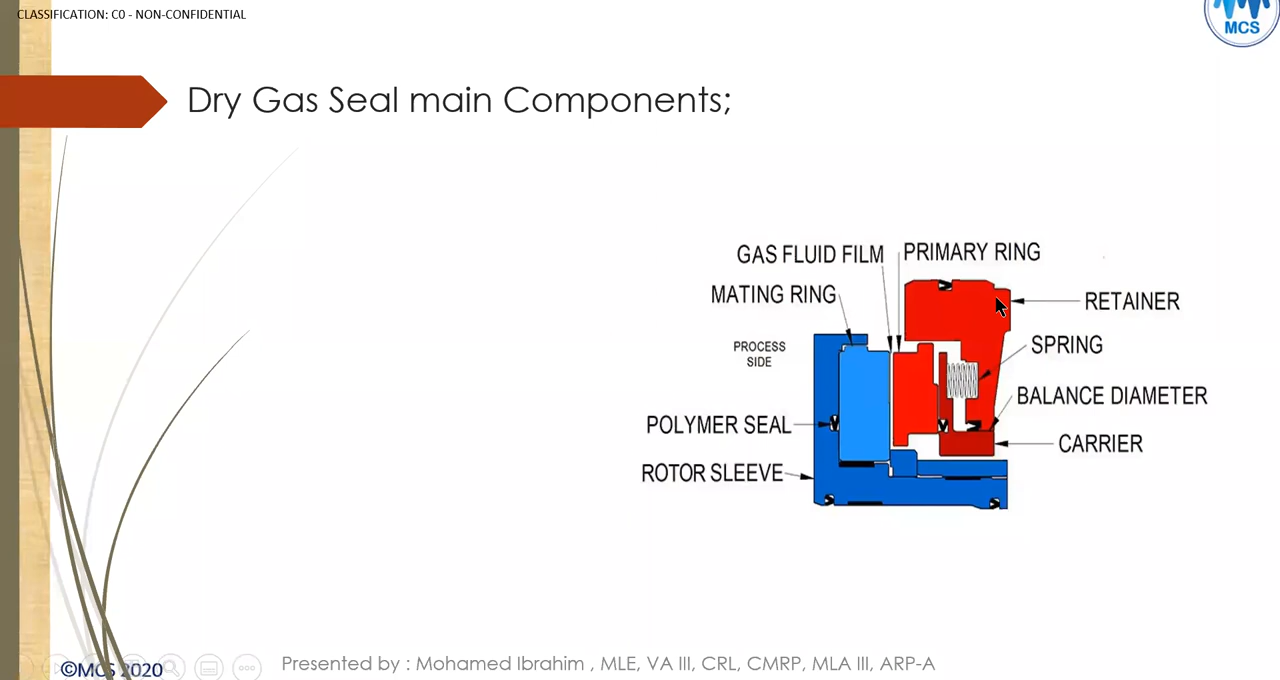 CLASSIFICATION: C0 - NON-CONFIDENTIAL
MCS
Dry Gas Seal main Components;
GAS FLUID FILM
PRIMARY RING
MATING RING
RETAINER
PROCESS
SIDE
SPRING
BALANCE DIAMETER
POLYMER SEAL
CARRIER
ROTOR SLEEVE
©MCS 2020
Presented by : Mohamed Ibrahim , MLE, VA III, CRL, CMRP, MLA III, ARP-A